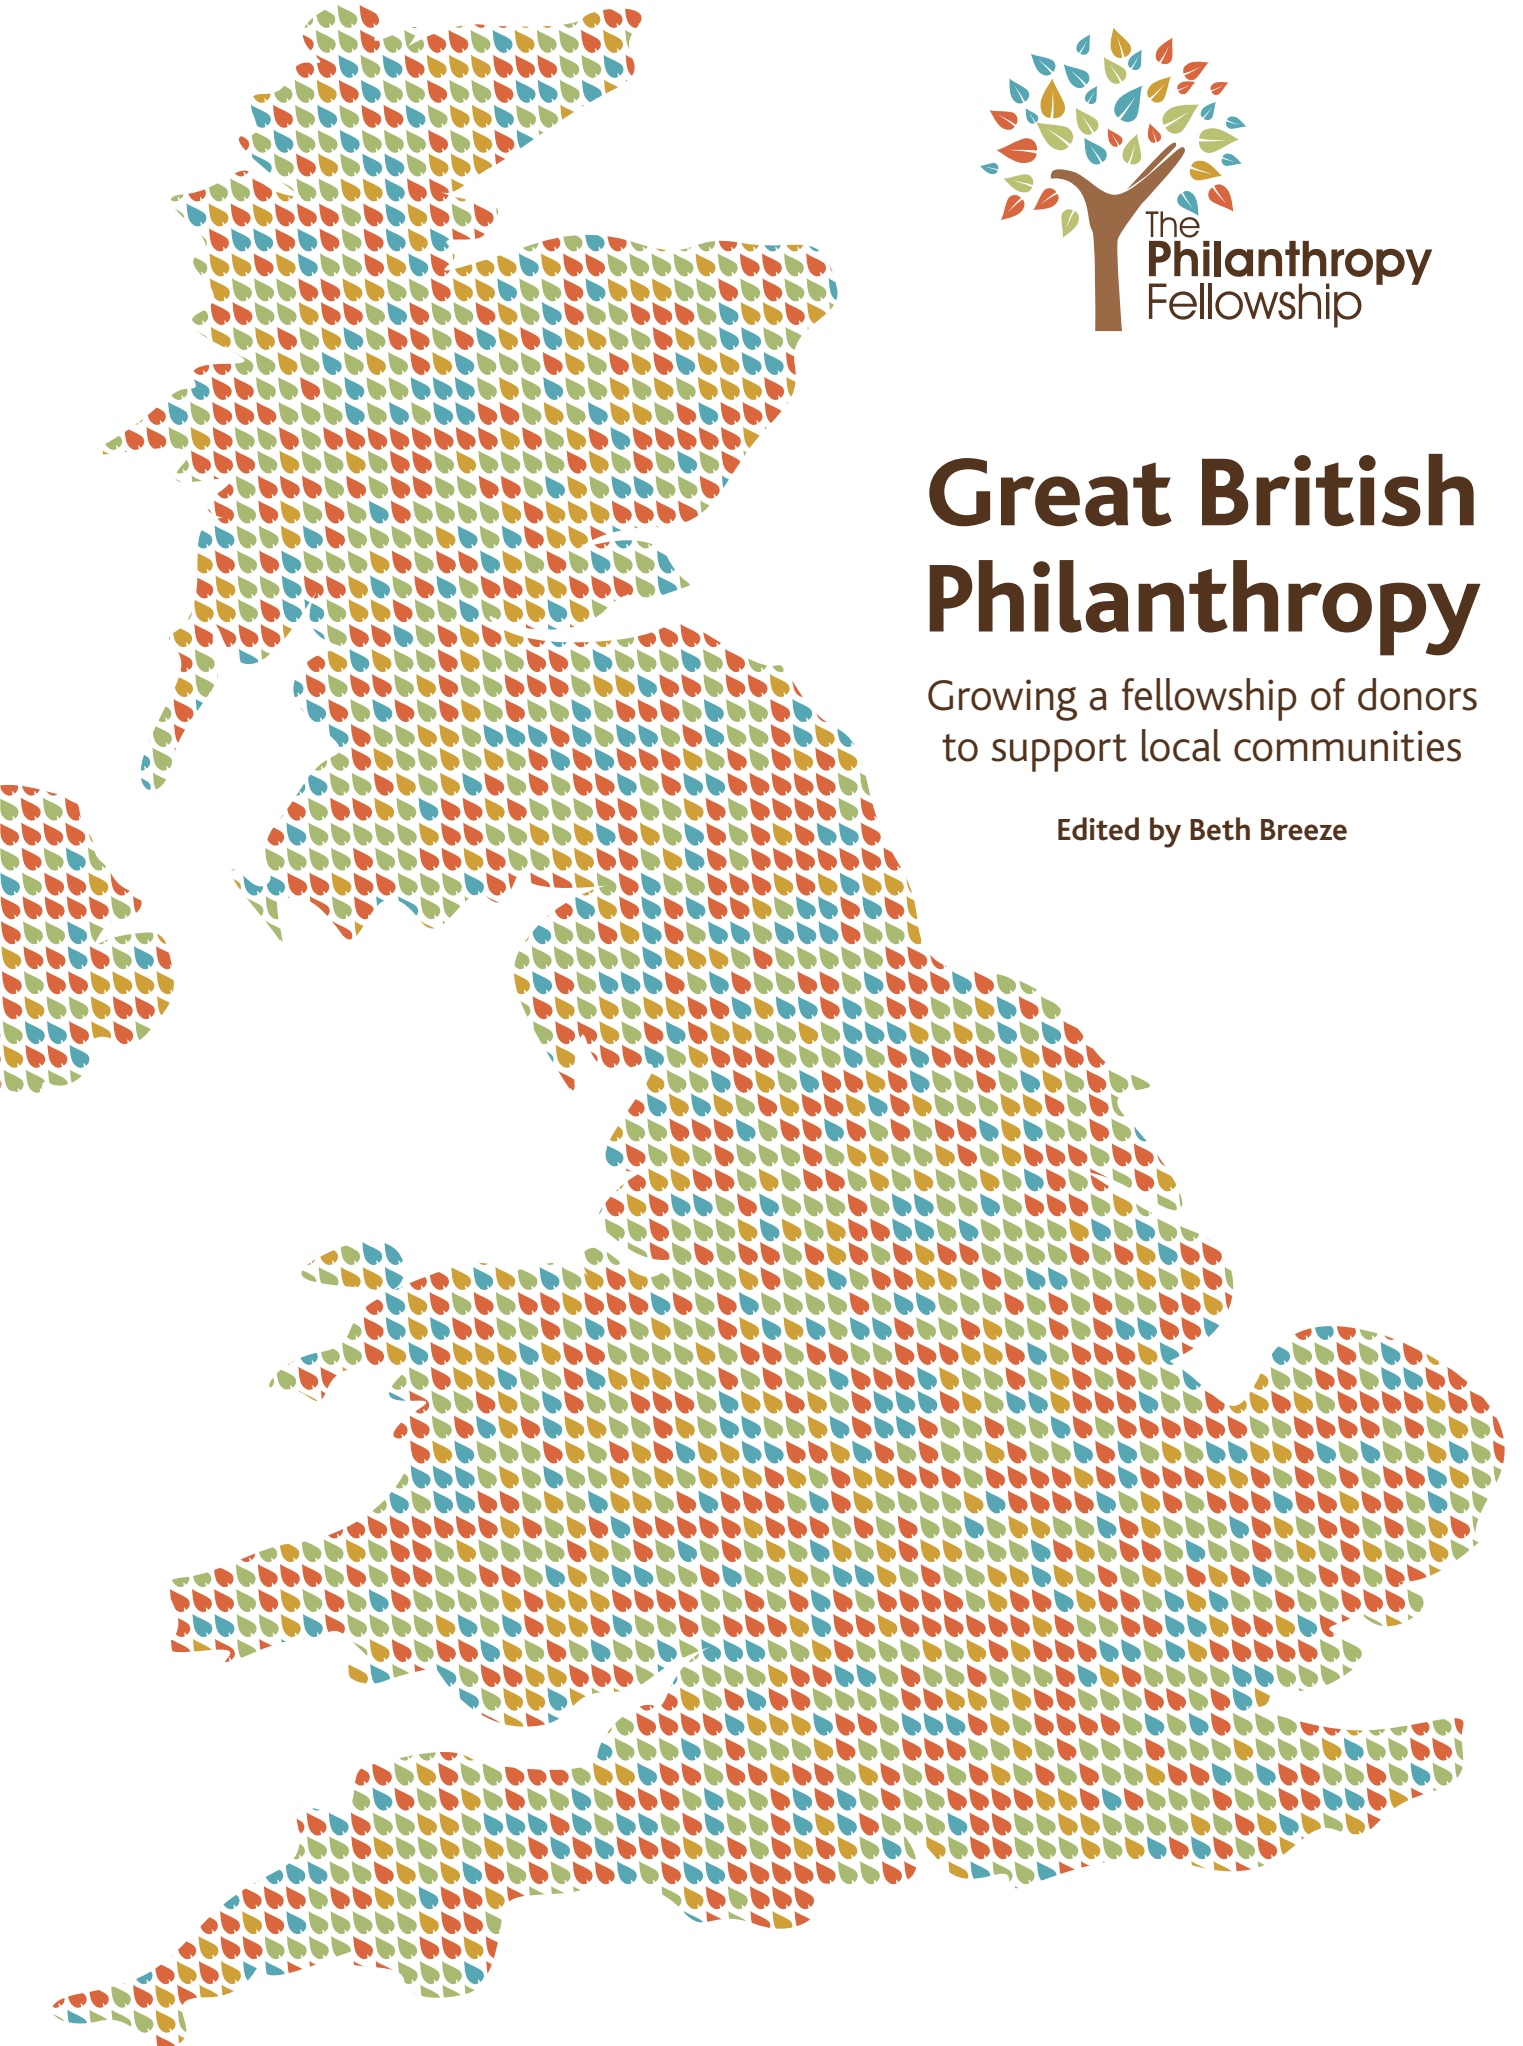 The
Philanthropy
Fellowship
Great British
Philanthropy
Growing a fellowship of donors
to support local communities
Edited by Beth Breeze